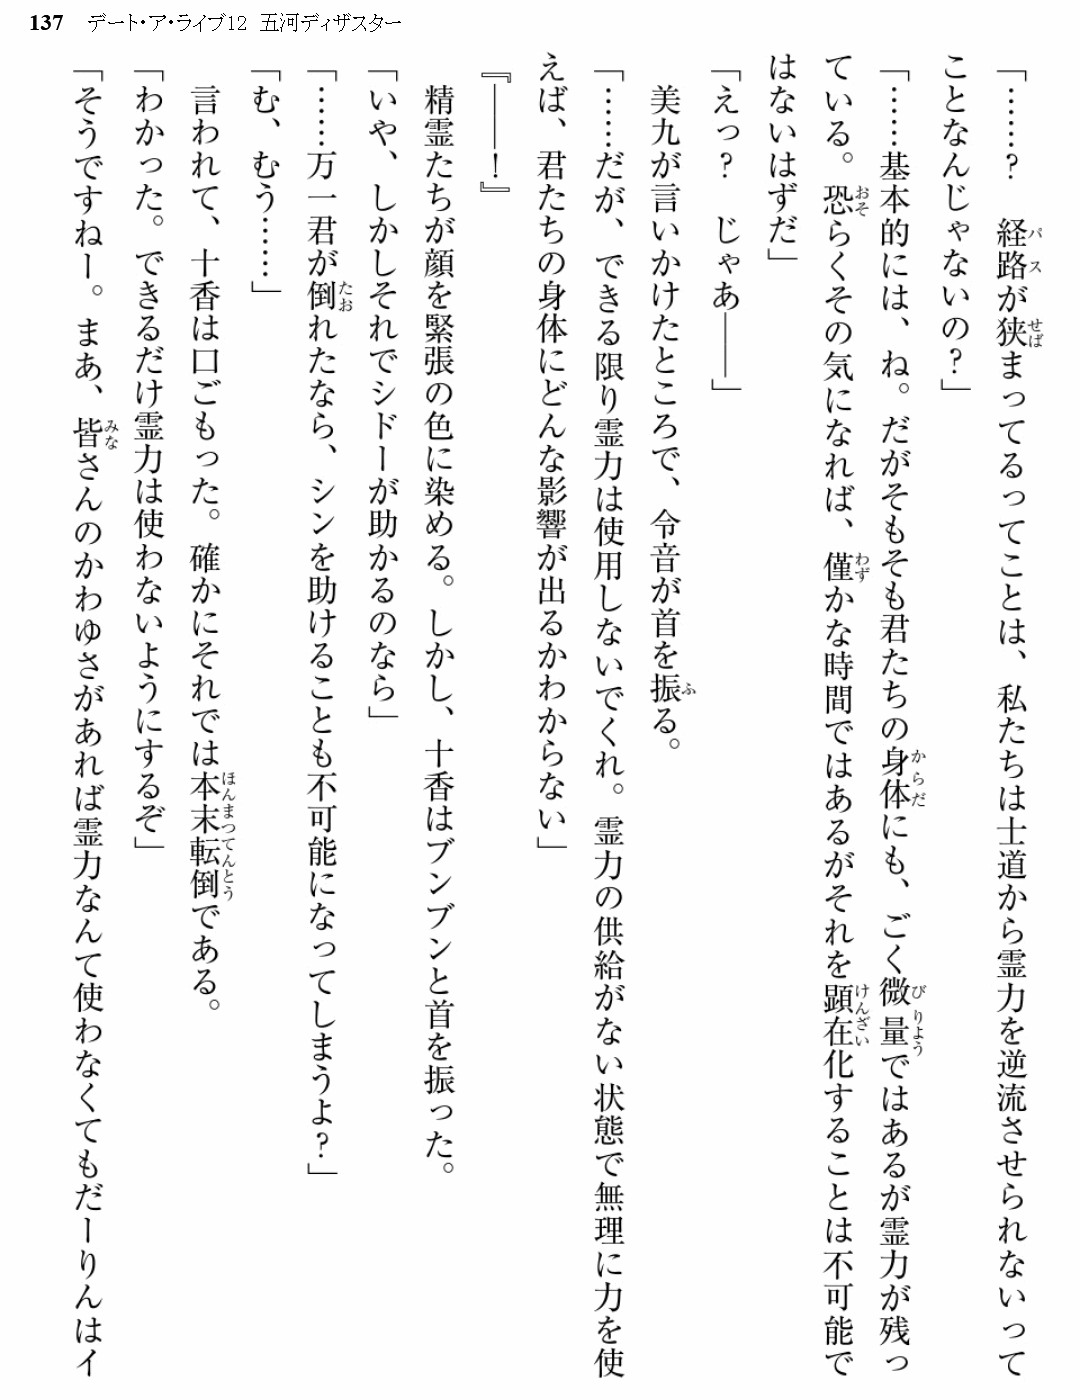 137 デート・ア・ライブ12 五河ディザスター
「……？　経路が狭まってるってことは、私たちは士道から霊力を逆流させられないって
ことなんじゃないの？」
「……基本的には、ね。だがそもそも君たちの身体にも、ごく微量ではあるが霊力が残っ
ている。恐らくその気になれば、僅かな時間ではあるがそれを顕在化することは不可能で
はないはずだ」
「えっ？　じゃあ――」
　美九が言いかけたところで、令音が首を振る。
「……だが、できる限り霊力は使用しないでくれ。霊力の供給がない状態で無理に力を使
えば、君たちの身体にどんな影響が出るかわからない」
『――！』
　精霊たちが顔を緊張の色に染める。しかし、十香はブンブンと首を振った。
「いや、しかしそれでシドーが助かるのなら」
「……万一君が倒れたなら、シンを助けることも不可能になってしまうよ？」
「む、むう……」
　言われて、十香は口ごもった。確かにそれでは本末転倒である。
「わかった。できるだけ霊力は使わないようにするぞ」
「そうですねー。まあ、皆さんのかわゆさがあれば霊力なんて使わなくてもだーりんはイ